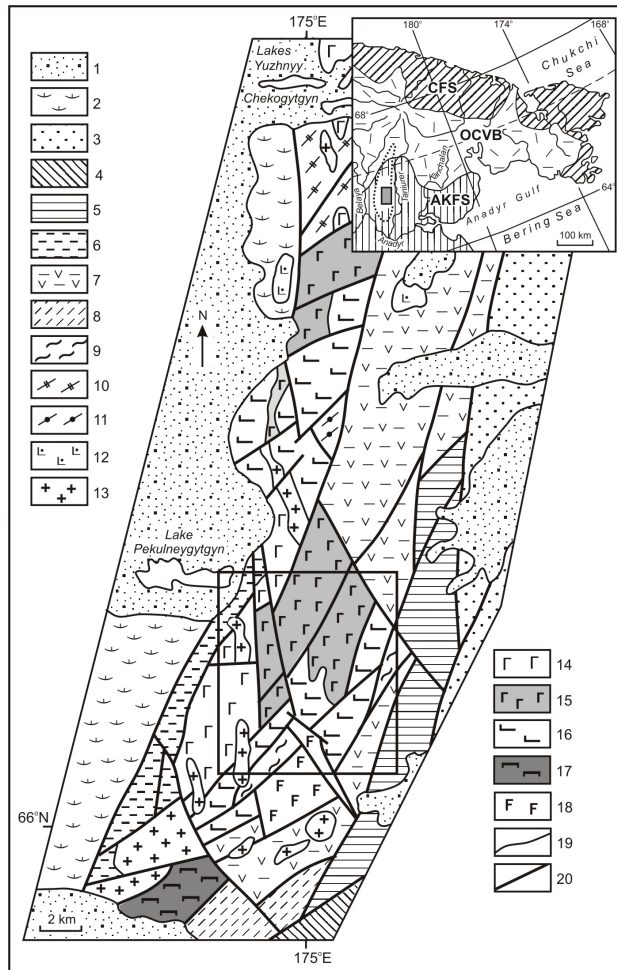 175°E
Lakes
Yuzhnyy
Chekogytgyn
180°
174°
168°
Chukchi
Sea
CFS
68°
OCVB
Belaya
Tanyurer
Kanchalan
AKFS
Anadyr
Anadyr Gulf
64°
Bering Sea
100 km
1
2
3
4
5
6
7
8
9
10
11
12
13
N
Lake
Pekulneygytgyn
14
15
16
17
18
19
20
66°N
2 km
175°E